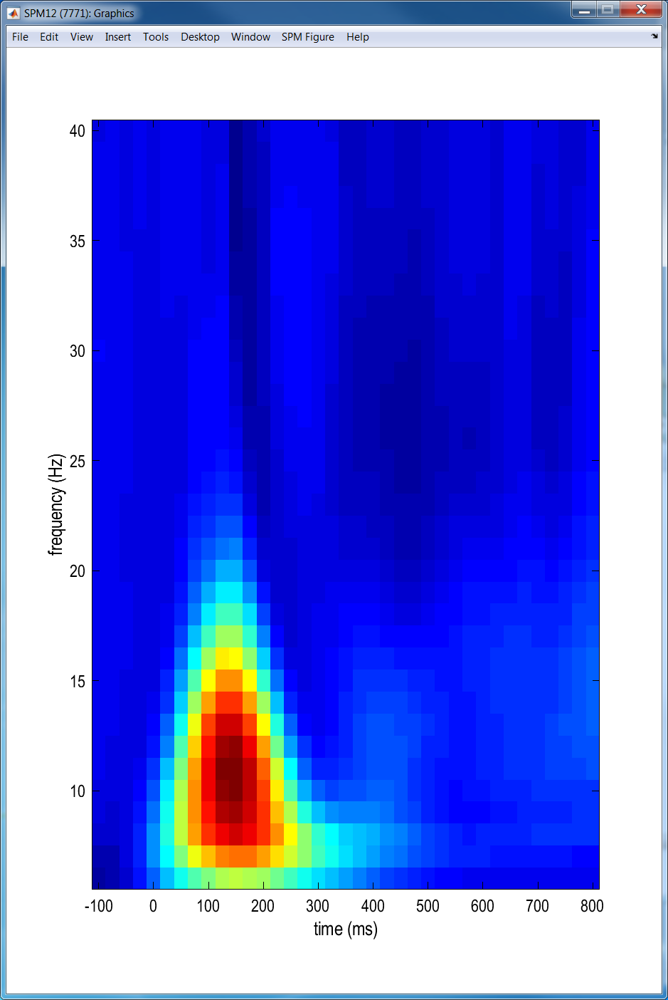 SPM12 (7771): Graphics
File Edit View Insert Tools Desktop Window SPM Figure Help
40
35
30
25
20
15
10
frequency (Hz)
-100 0 100 200 300 400 500 600 700 800
time (ms)